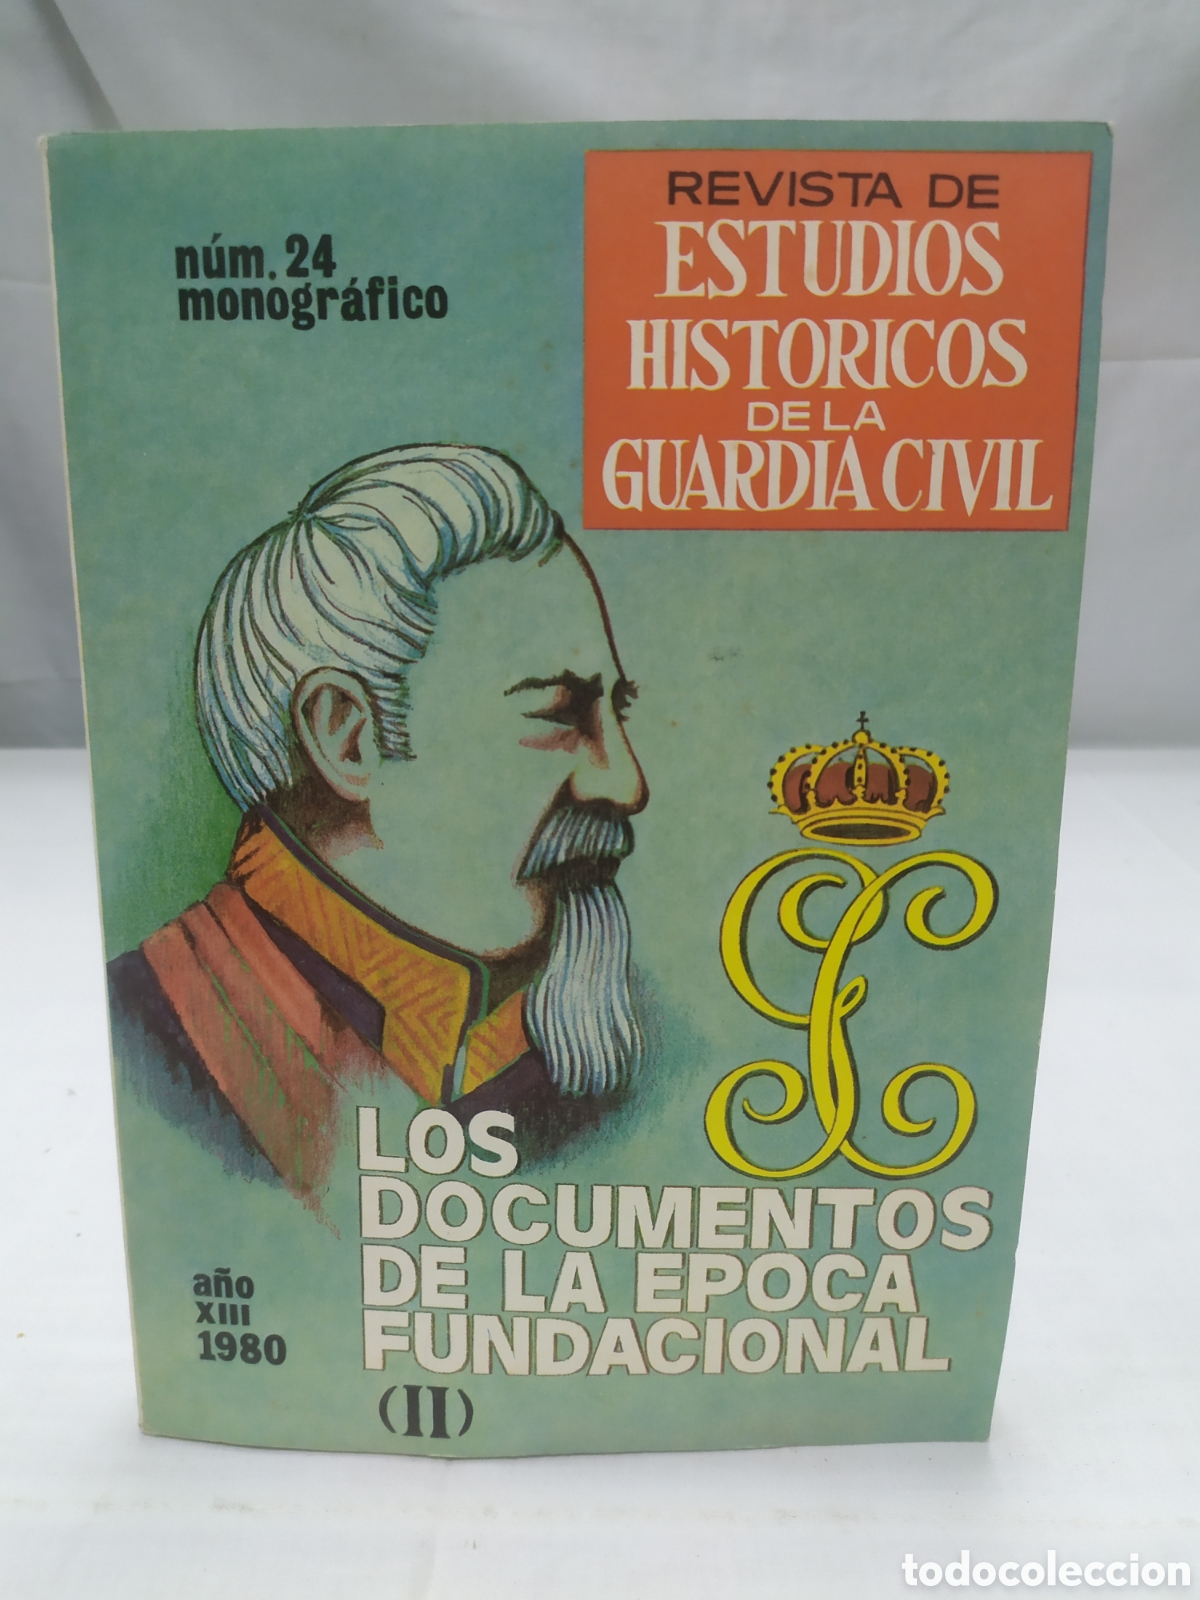 núm. 24
monográfico
REVISTA DE
ESTUDIOS
HISTORICOS
DE LA
GUARDIA CIVIL
LOS
DOCUMENTOS
DE LA EPOCA
FUNDACIONAL
(II)
año
XIII
1980
todocoleccion